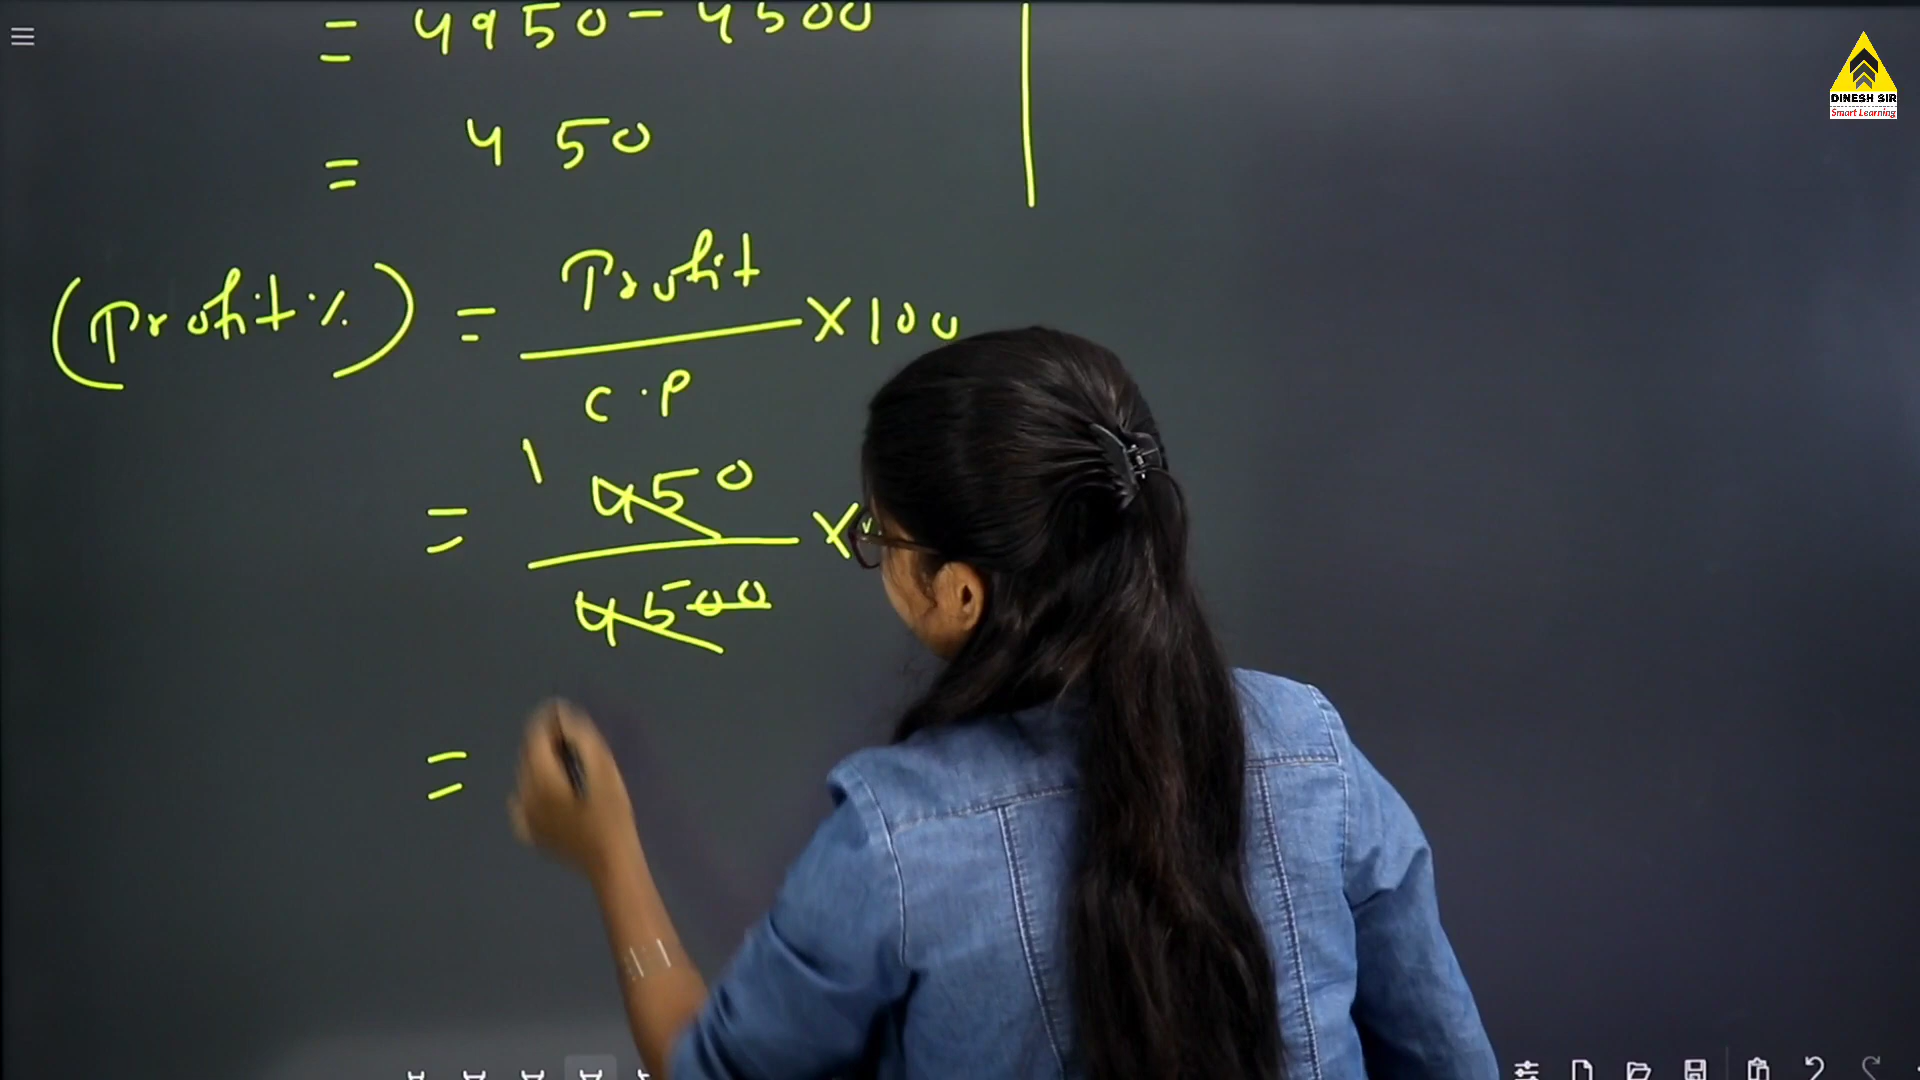 = 4950 - 4500
= 450
(Profit %) = Profit / C.P × 100
= 1 450 / 4500 ×
=
DINESH SIR
Smart Learning